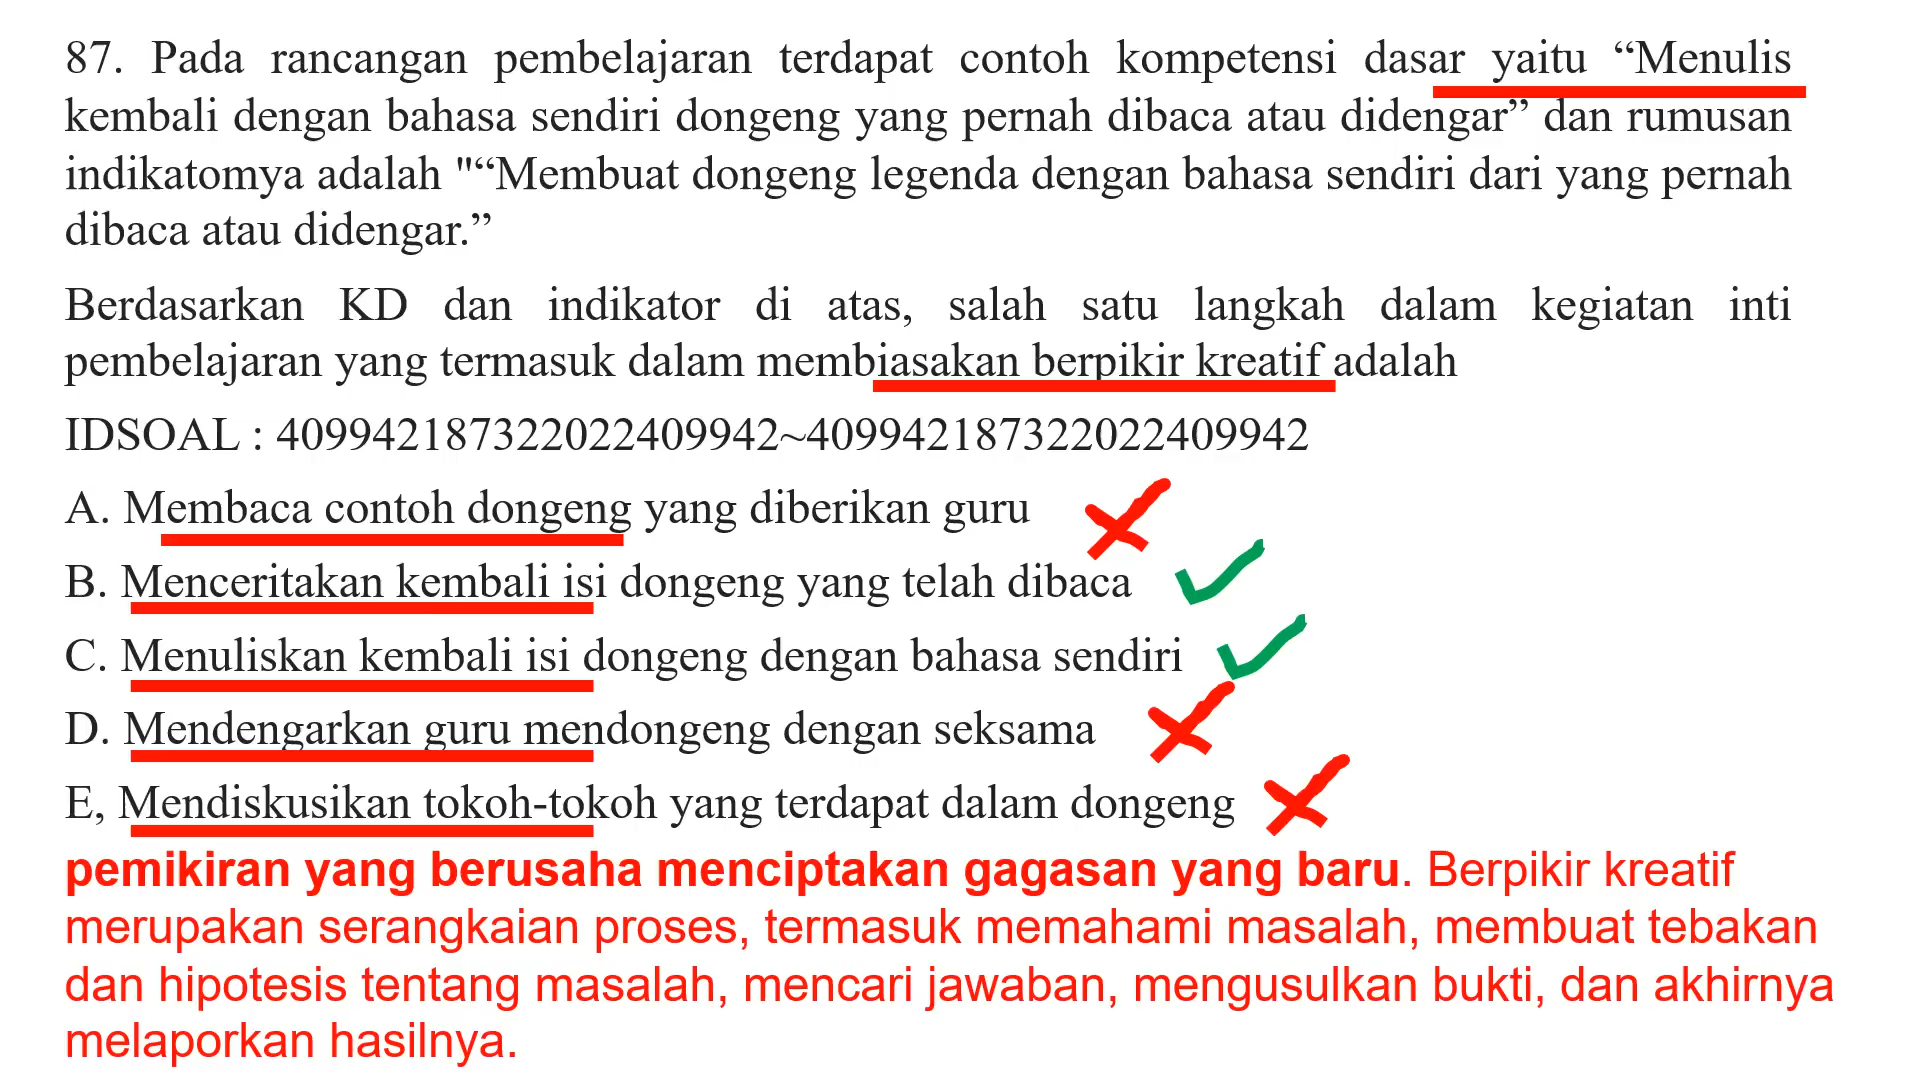 87. Pada rancangan pembelajaran terdapat contoh kompetensi dasar yaitu “Menulis
kembali dengan bahasa sendiri dongeng yang pernah dibaca atau didengar” dan rumusan
indikatomya adalah "“Membuat dongeng legenda dengan bahasa sendiri dari yang pernah
dibaca atau didengar.”
Berdasarkan KD dan indikator di atas, salah satu langkah dalam kegiatan inti
pembelajaran yang termasuk dalam membiasakan berpikir kreatif adalah
IDSOAL : 409942187322022409942~409942187322022409942
A. Membaca contoh dongeng yang diberikan guru
B. Menceritakan kembali isi dongeng yang telah dibaca
C. Menuliskan kembali isi dongeng dengan bahasa sendiri
D. Mendengarkan guru mendongeng dengan seksama
E, Mendiskusikan tokoh-tokoh yang terdapat dalam dongeng
pemikiran yang berusaha menciptakan gagasan yang baru. Berpikir kreatif
merupakan serangkaian proses, termasuk memahami masalah, membuat tebakan
dan hipotesis tentang masalah, mencari jawaban, mengusulkan bukti, dan akhirnya
melaporkan hasilnya.